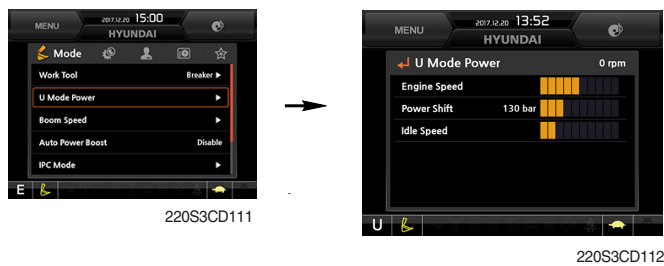 MENU
2017.12.20 15:00
HYUNDAI
Mode
Work Tool Breaker ▶
U Mode Power ▶
Boom Speed ▶
Auto Power Boost Disable
IPC Mode ▶
E
220S3CD111
MENU
2017.12.20 13:52
HYUNDAI
U Mode Power 0 rpm
Engine Speed
Power Shift 130 bar
Idle Speed
U
220S3CD112